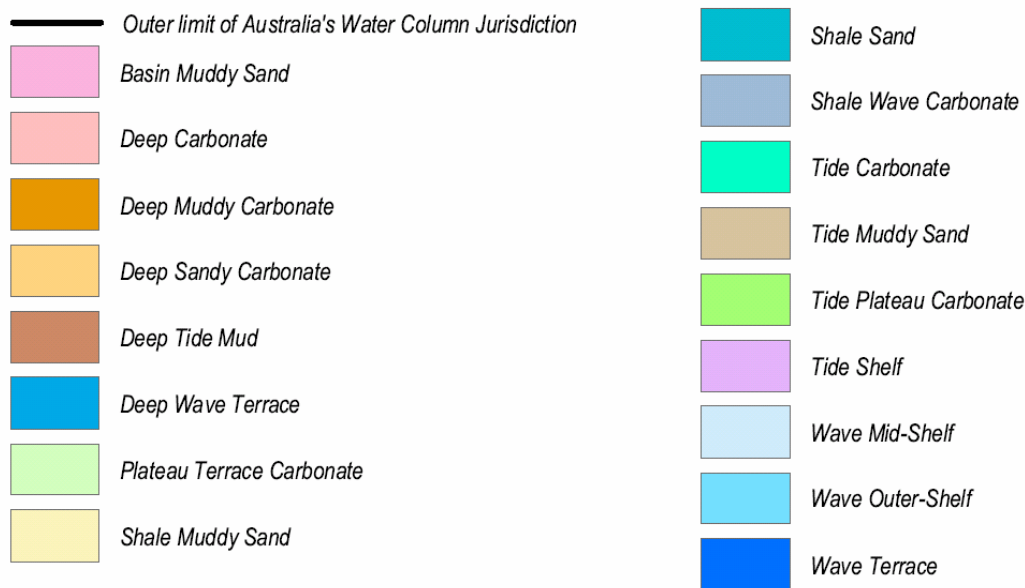 Outer limit of Australia's Water Column Jurisdiction
Basin Muddy Sand
Deep Carbonate
Deep Muddy Carbonate
Deep Sandy Carbonate
Deep Tide Mud
Deep Wave Terrace
Plateau Terrace Carbonate
Shale Muddy Sand
Shale Sand
Shale Wave Carbonate
Tide Carbonate
Tide Muddy Sand
Tide Plateau Carbonate
Tide Shelf
Wave Mid-Shelf
Wave Outer-Shelf
Wave Terrace